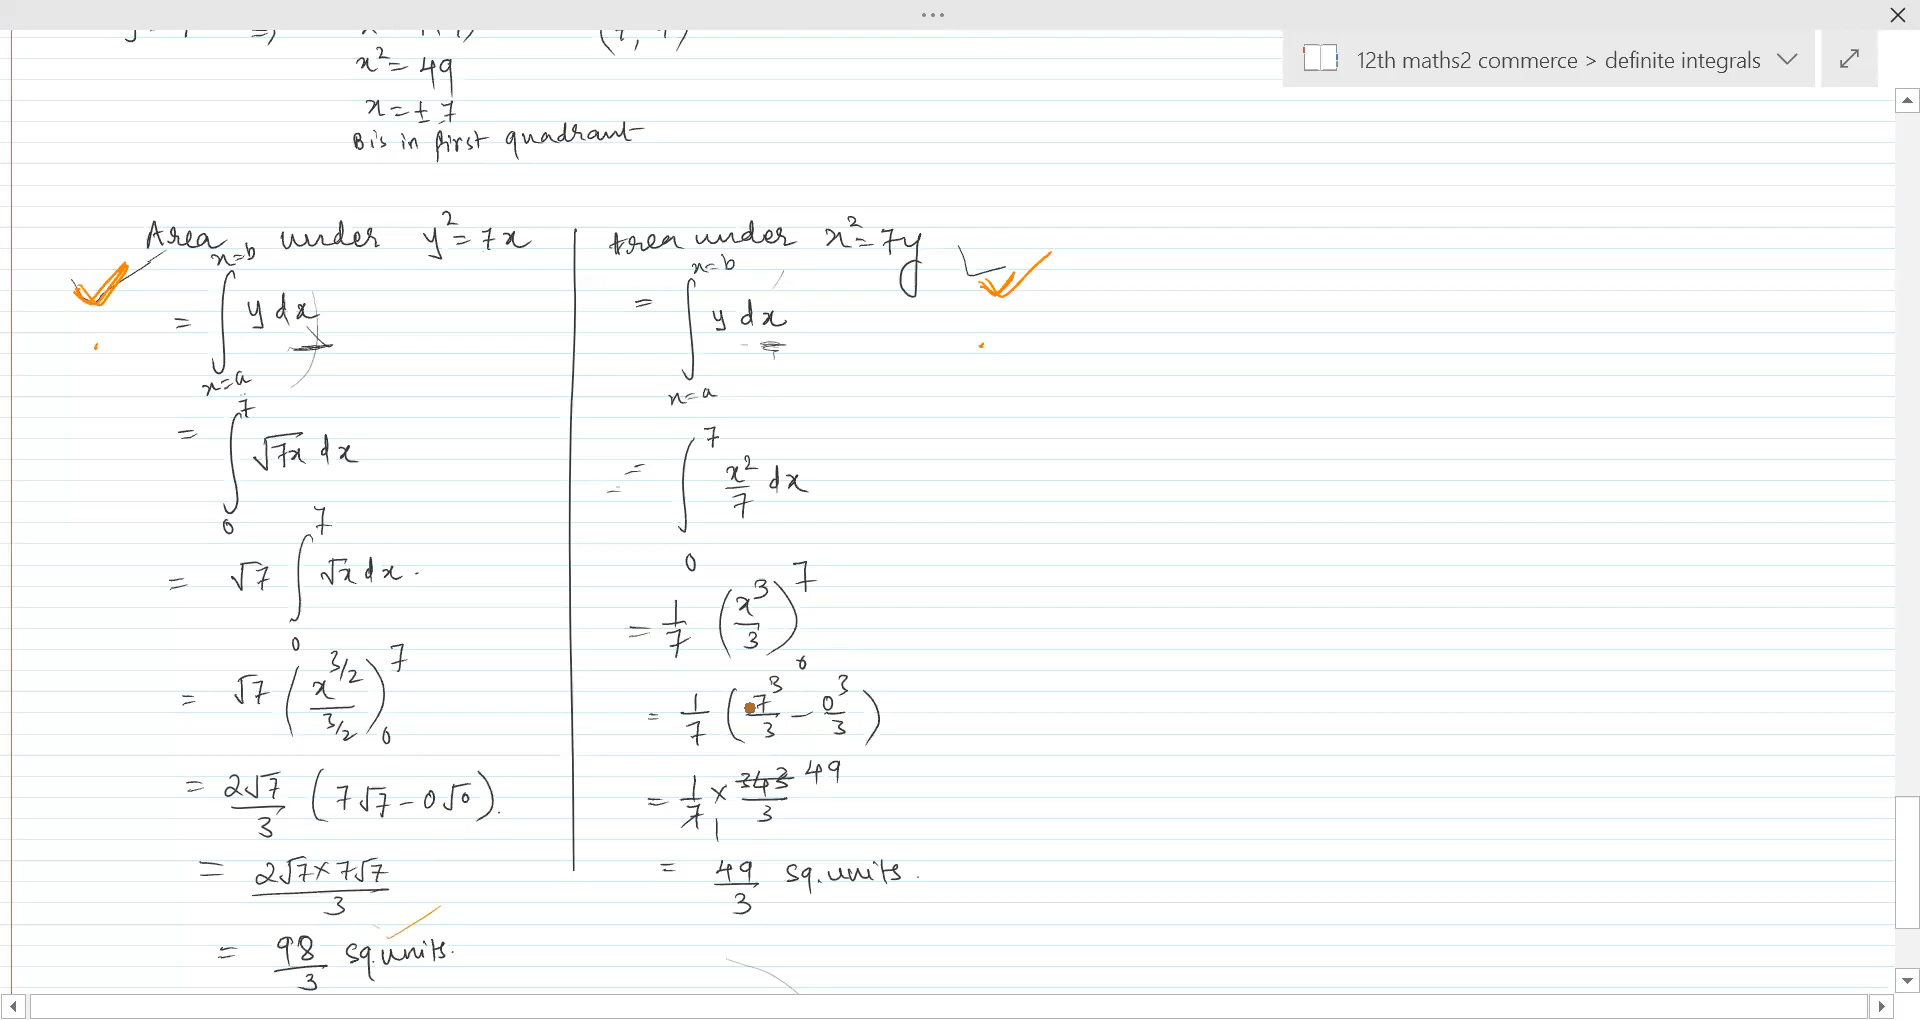 12th maths2 commerce > definite integrals
x² = 49
x = ± 7
B is in first quadrant
Area under y² = 7x
x=b
= ∫ y dx
x=a
7
= ∫ √7x dx
0
7
= √7 ∫ √x dx.
0
= √7 ( x^3/2 / 3/2 ) 7 0
= 2√7/3 ( 7√7 - 0√0 ).
= 2√7 × 7√7 / 3
= 98/3 sq.units.
Area under x² = 7y
x=b
= ∫ y dx
x=a
7
= ∫ x²/7 dx
0
= 1/7 ( x³/3 ) 7 0
= 1/7 ( 7³/3 - 0³/3 )
= 1/7 × 343/3 49
1
= 49/3 sq.units.